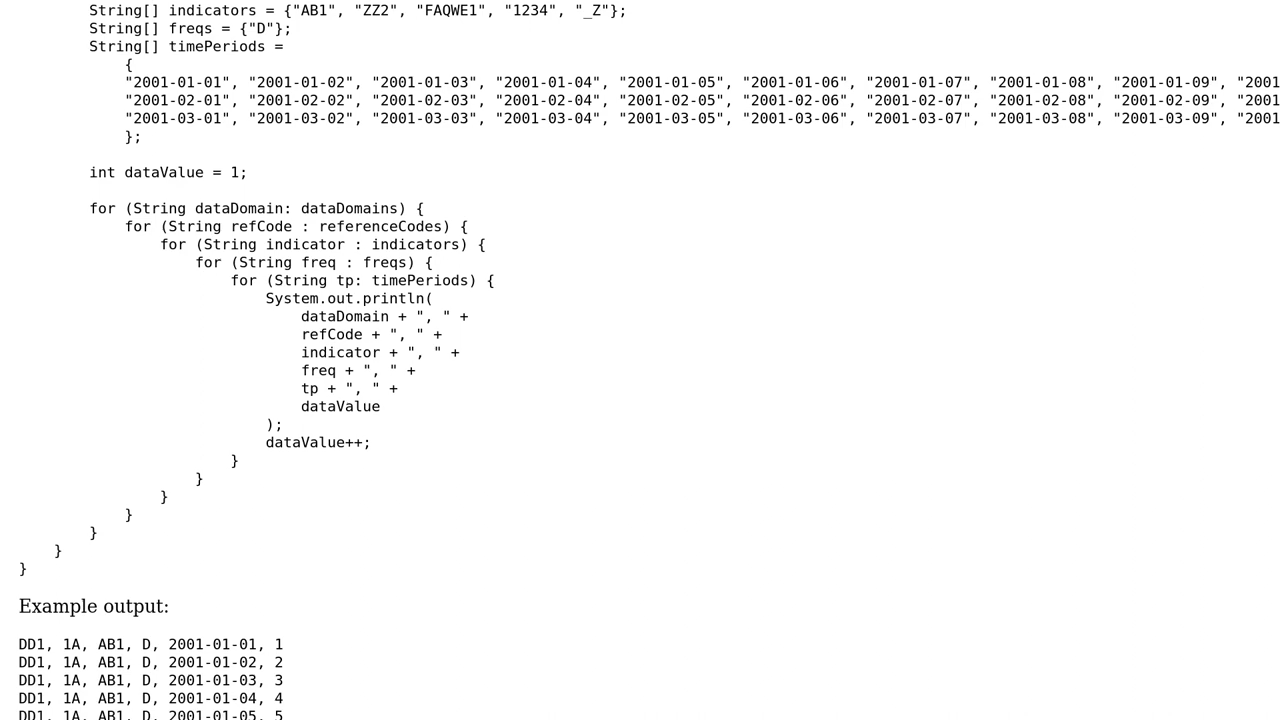 String[] indicators = {"AB1", "ZZ2", "FAQWE1", "1234", "_Z"};
String[] freqs = {"D"};
String[] timePeriods =
{
"2001-01-01", "2001-01-02", "2001-01-03", "2001-01-04", "2001-01-05", "2001-01-06", "2001-01-07", "2001-01-08", "2001-01-09", "2001
"2001-02-01", "2001-02-02", "2001-02-03", "2001-02-04", "2001-02-05", "2001-02-06", "2001-02-07", "2001-02-08", "2001-02-09", "2001
"2001-03-01", "2001-03-02", "2001-03-03", "2001-03-04", "2001-03-05", "2001-03-06", "2001-03-07", "2001-03-08", "2001-03-09", "2001
};
int dataValue = 1;
for (String dataDomain: dataDomains) {
for (String refCode : referenceCodes) {
for (String indicator : indicators) {
for (String freq : freqs) {
for (String tp: timePeriods) {
System.out.println(
dataDomain + ", " +
refCode + ", " +
indicator + ", " +
freq + ", " +
tp + ", " +
dataValue
);
dataValue++;
}
}
}
}
}
}
}
Example output:
DD1, 1A, AB1, D, 2001-01-01, 1
DD1, 1A, AB1, D, 2001-01-02, 2
DD1, 1A, AB1, D, 2001-01-03, 3
DD1, 1A, AB1, D, 2001-01-04, 4
DD1, 1A, AB1, D, 2001-01-05, 5